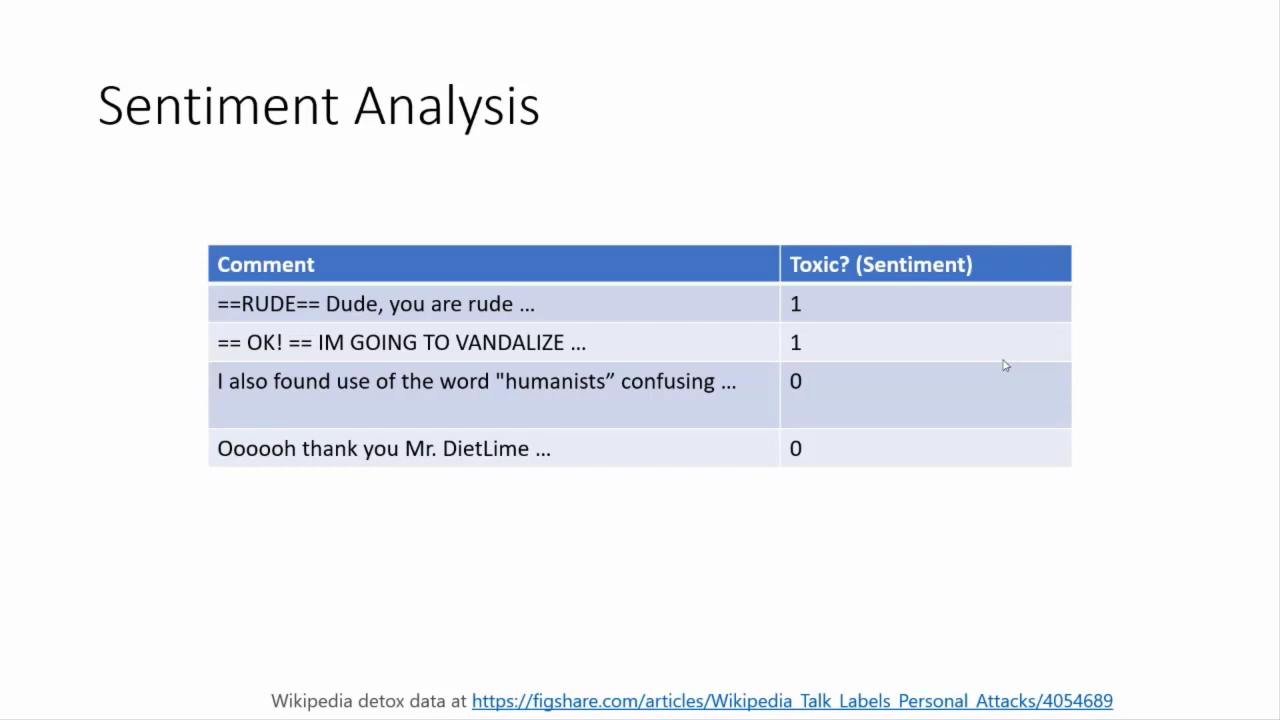 Sentiment Analysis
Comment Toxic? (Sentiment)
==RUDE== Dude, you are rude … 1
== OK! == IM GOING TO VANDALIZE … 1
I also found use of the word "humanists” confusing … 0
Oooooh thank you Mr. DietLime … 0
Wikipedia detox data at https://figshare.com/articles/Wikipedia_Talk_Labels_Personal_Attacks/4054689